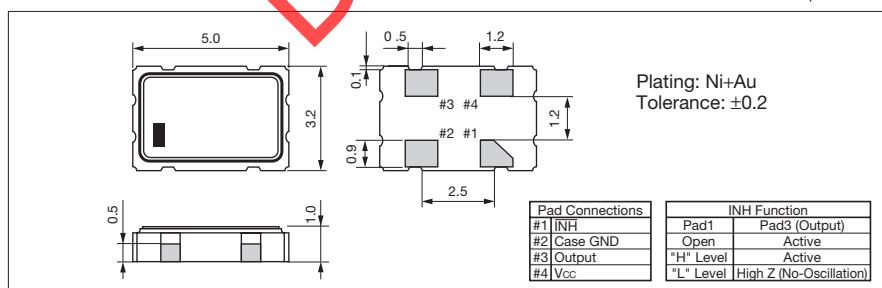 5.0
0.5
1.2
0.1
3.2
#3 #4
#2 #1
1.2
0.9
2.5
0.5
1.0
Plating: Ni+Au
Tolerance: ±0.2
Pad Connections
#1 I̅N̅H̅
#2 Case GND
#3 Output
#4 Vcc
INH Function
Pad1 Pad3 (Output)
Open Active
"H" Level Active
"L" Level High Z (No-Oscillation)